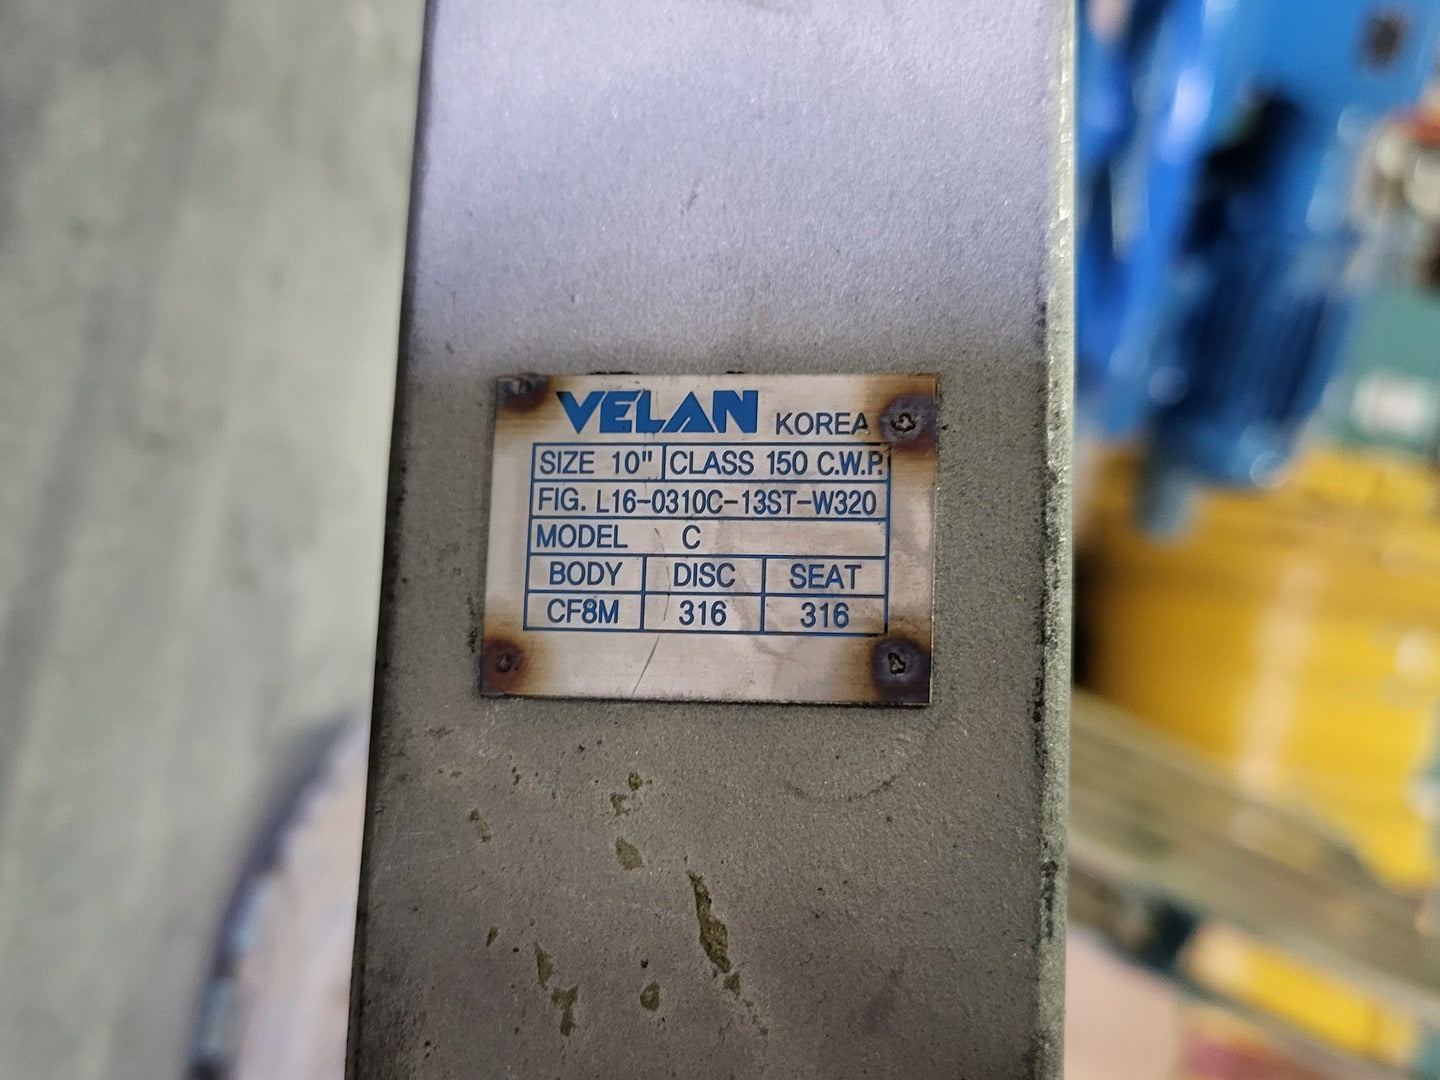 VELAN KOREA
SIZE 10" CLASS 150 C.W.P.
FIG. L16-0310C-13ST-W320
MODEL C
BODY DISC SEAT
CF8M 316 316